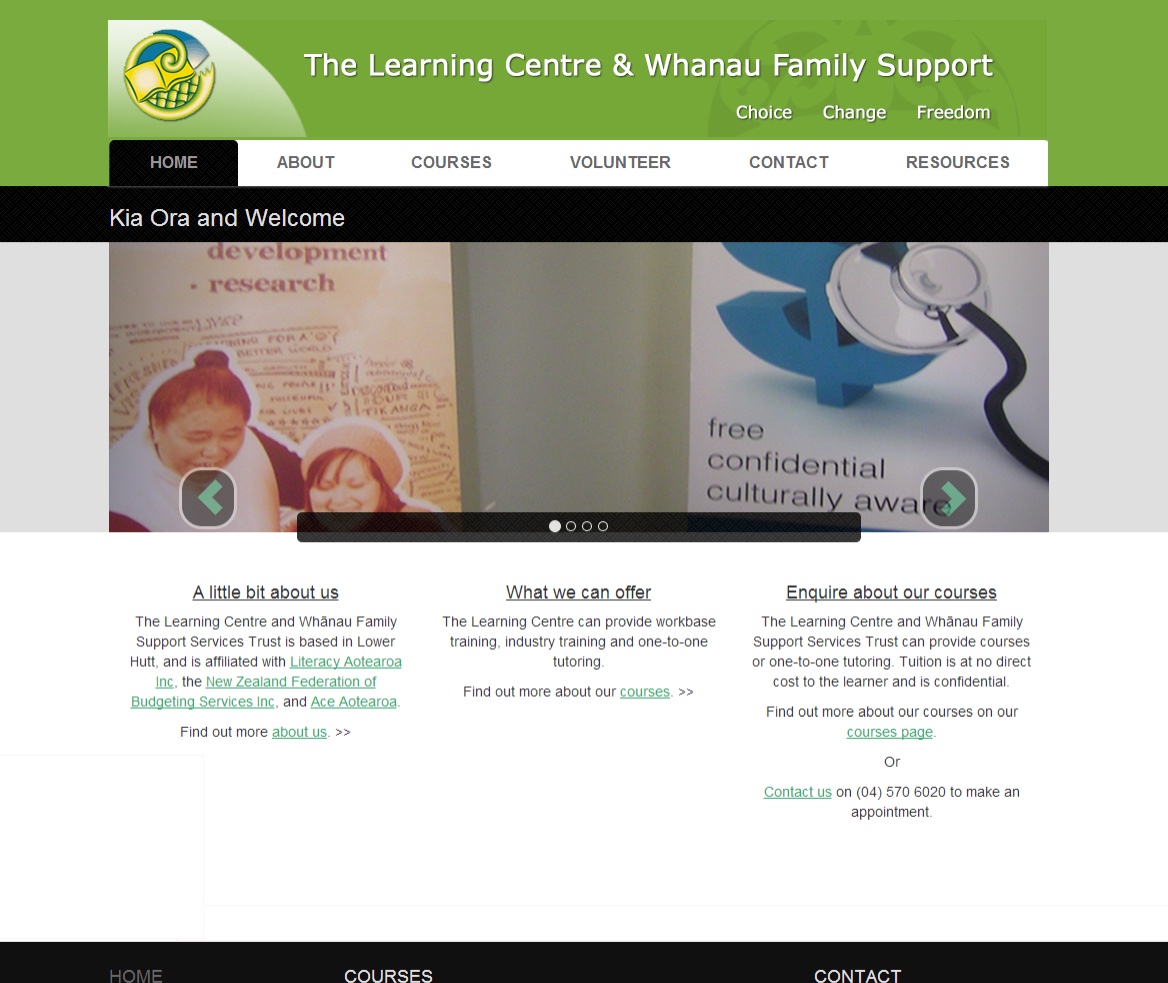 The Learning Centre & Whanau Family Support
Choice Change Freedom
HOME ABOUT COURSES VOLUNTEER CONTACT RESOURCES
Kia Ora and Welcome
development
• research
FOR A
BETTER WORLD
TIKANGA
free
confidential
culturally aware
A little bit about us
The Learning Centre and Whãnau Family
Support Services Trust is based in Lower
Hutt, and is affiliated with Literacy Aotearoa
Inc, the New Zealand Federation of
Budgeting Services Inc, and Ace Aotearoa.
Find out more about us. >>
What we can offer
The Learning Centre can provide workbase
training, industry training and one-to-one
tutoring.
Find out more about our courses. >>
Enquire about our courses
The Learning Centre and Whãnau Family
Support Services Trust can provide courses
or one-to-one tutoring. Tuition is at no direct
cost to the learner and is confidential.
Find out more about our courses on our
courses page.
Or
Contact us on (04) 570 6020 to make an
appointment.
HOME COURSES CONTACT